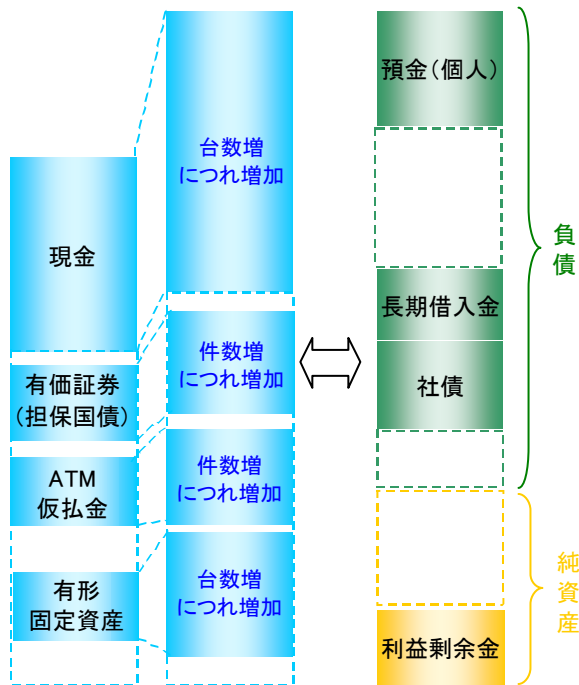 現金
有価証券
(担保国債)
ATM
仮払金
有形
固定資産
台数増
につれ増加
件数増
につれ増加
件数増
につれ増加
台数増
につれ増加
預金(個人)
長期借入金
社債
利益剰余金
負債
純資産